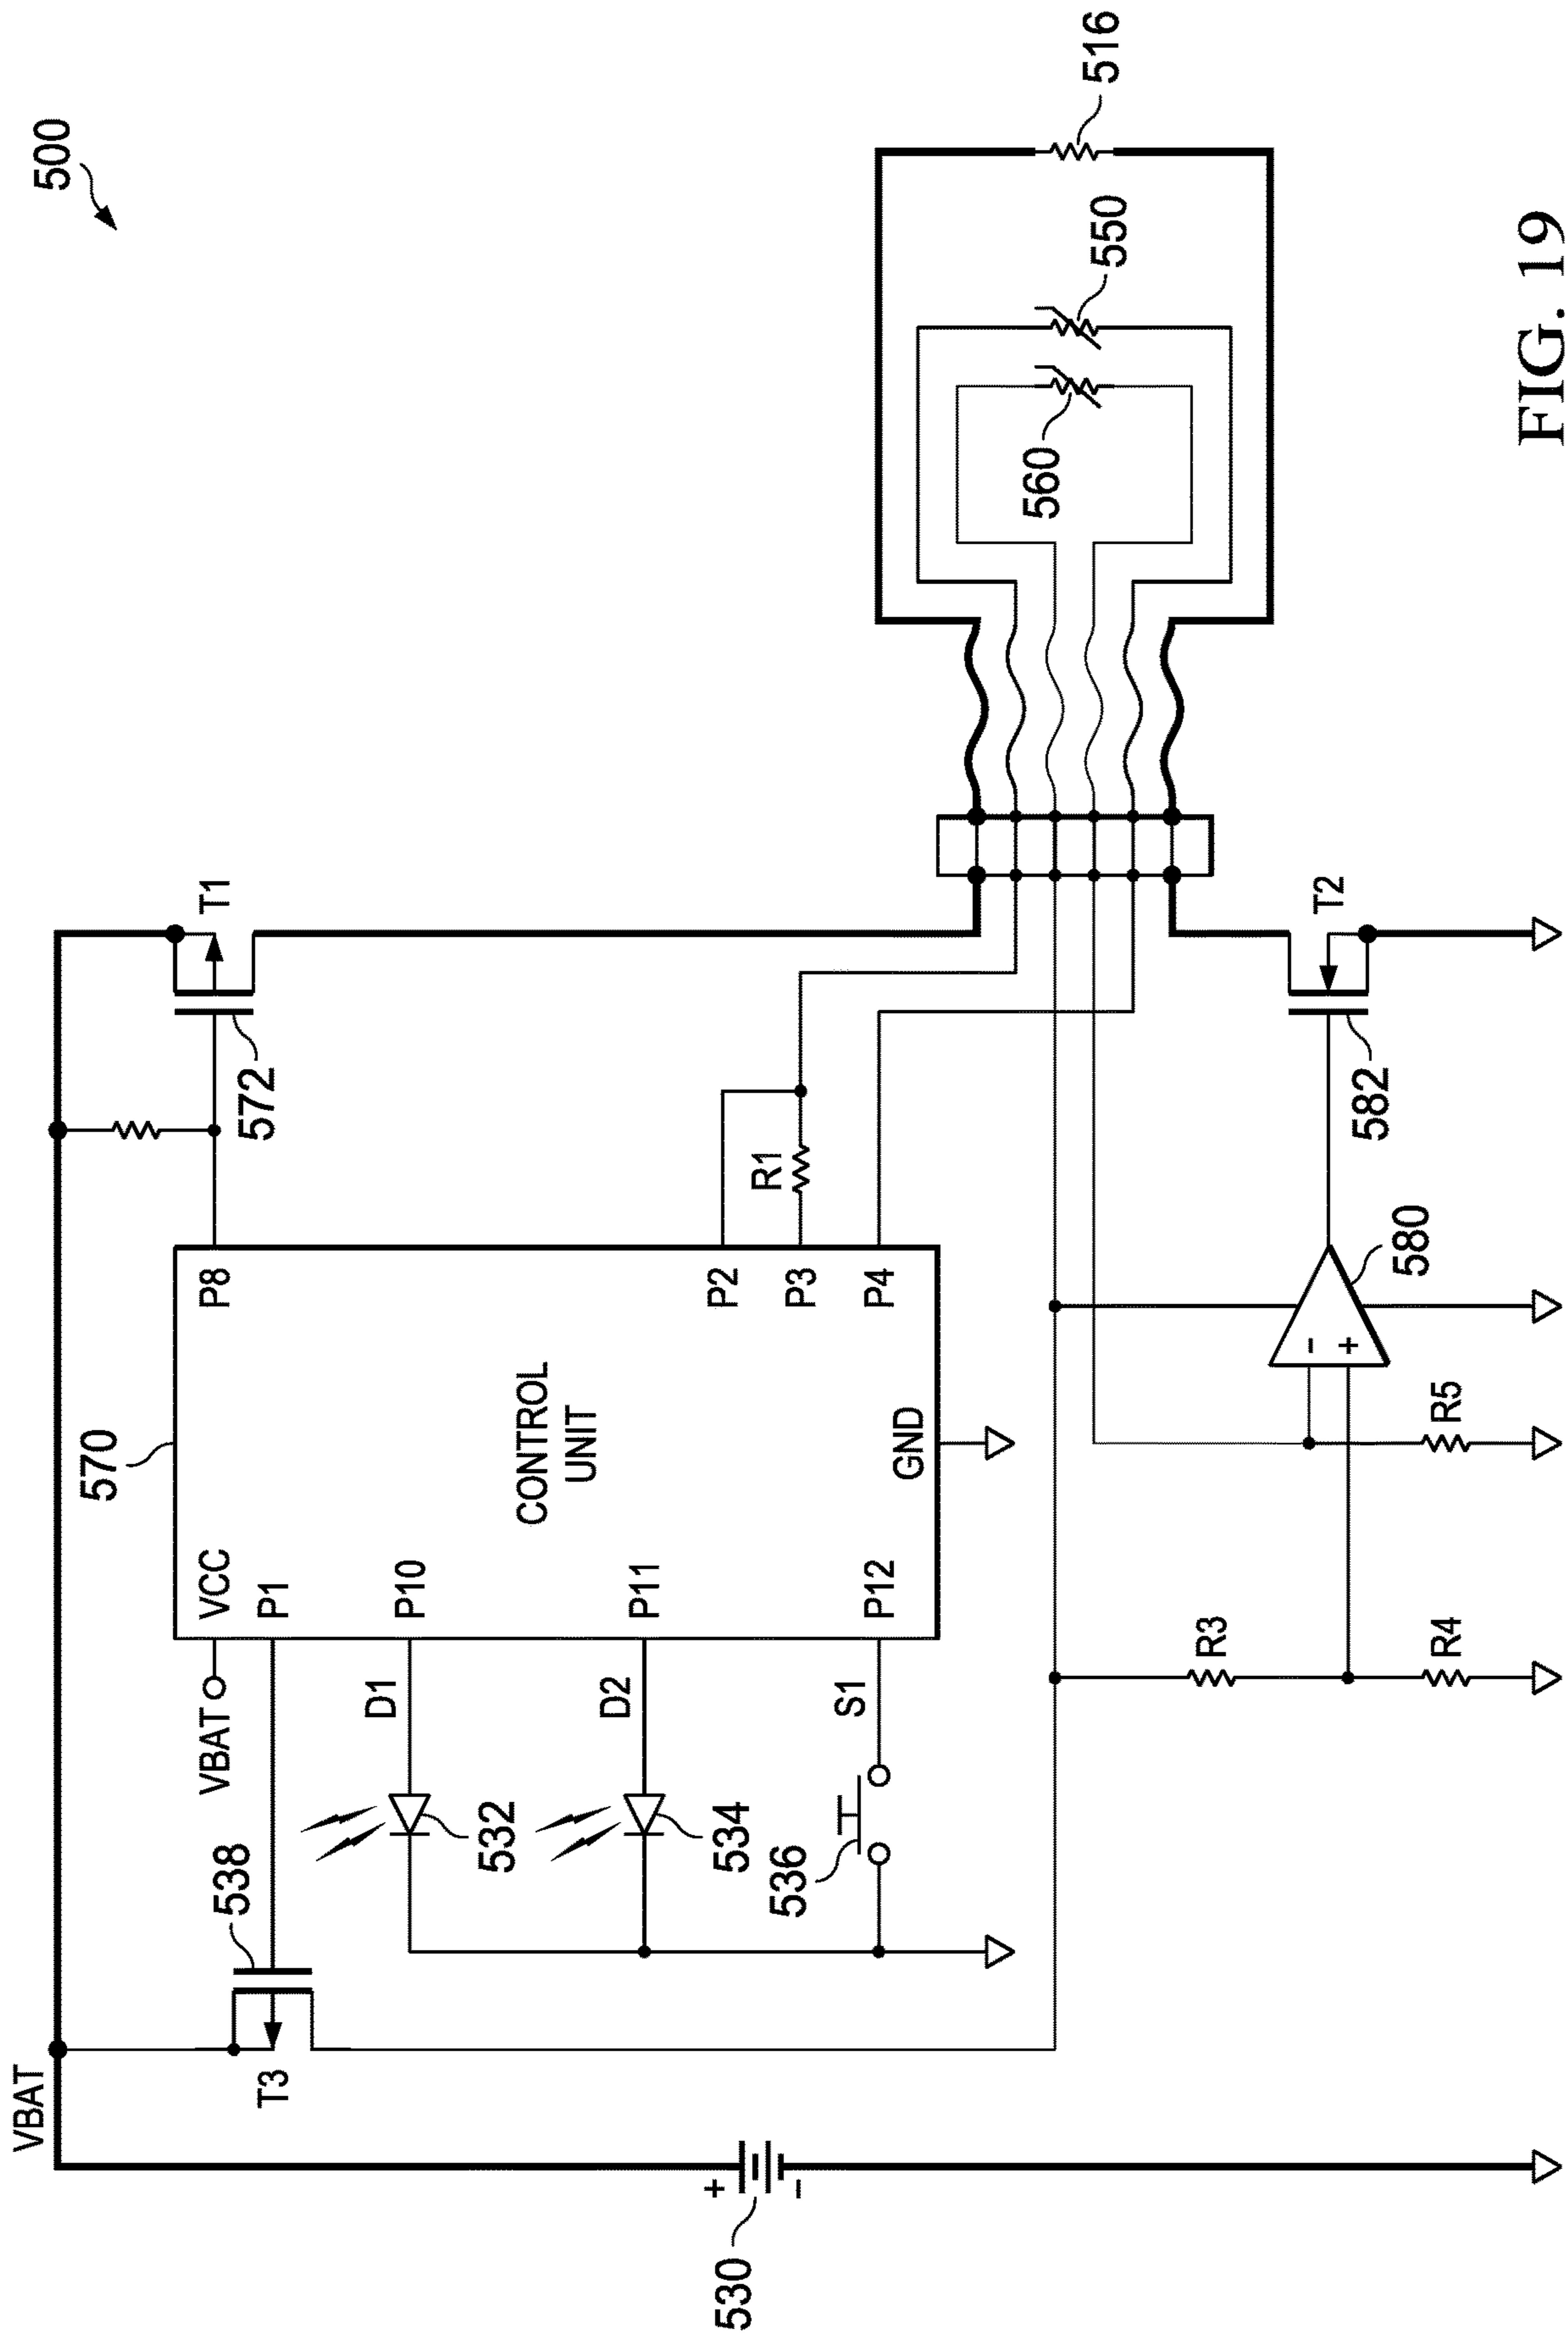 500
VBAT
T3
538
VBAT
VCC
P1
P8
570
572
T1
D1
P10
532
CONTROL
UNIT
D2
P11
534
P2
P3
P4
R1
S1
P12
536
GND
530
+
-
516
550
560
R3
R4
R5
-
+
580
582
T2
FIG. 19